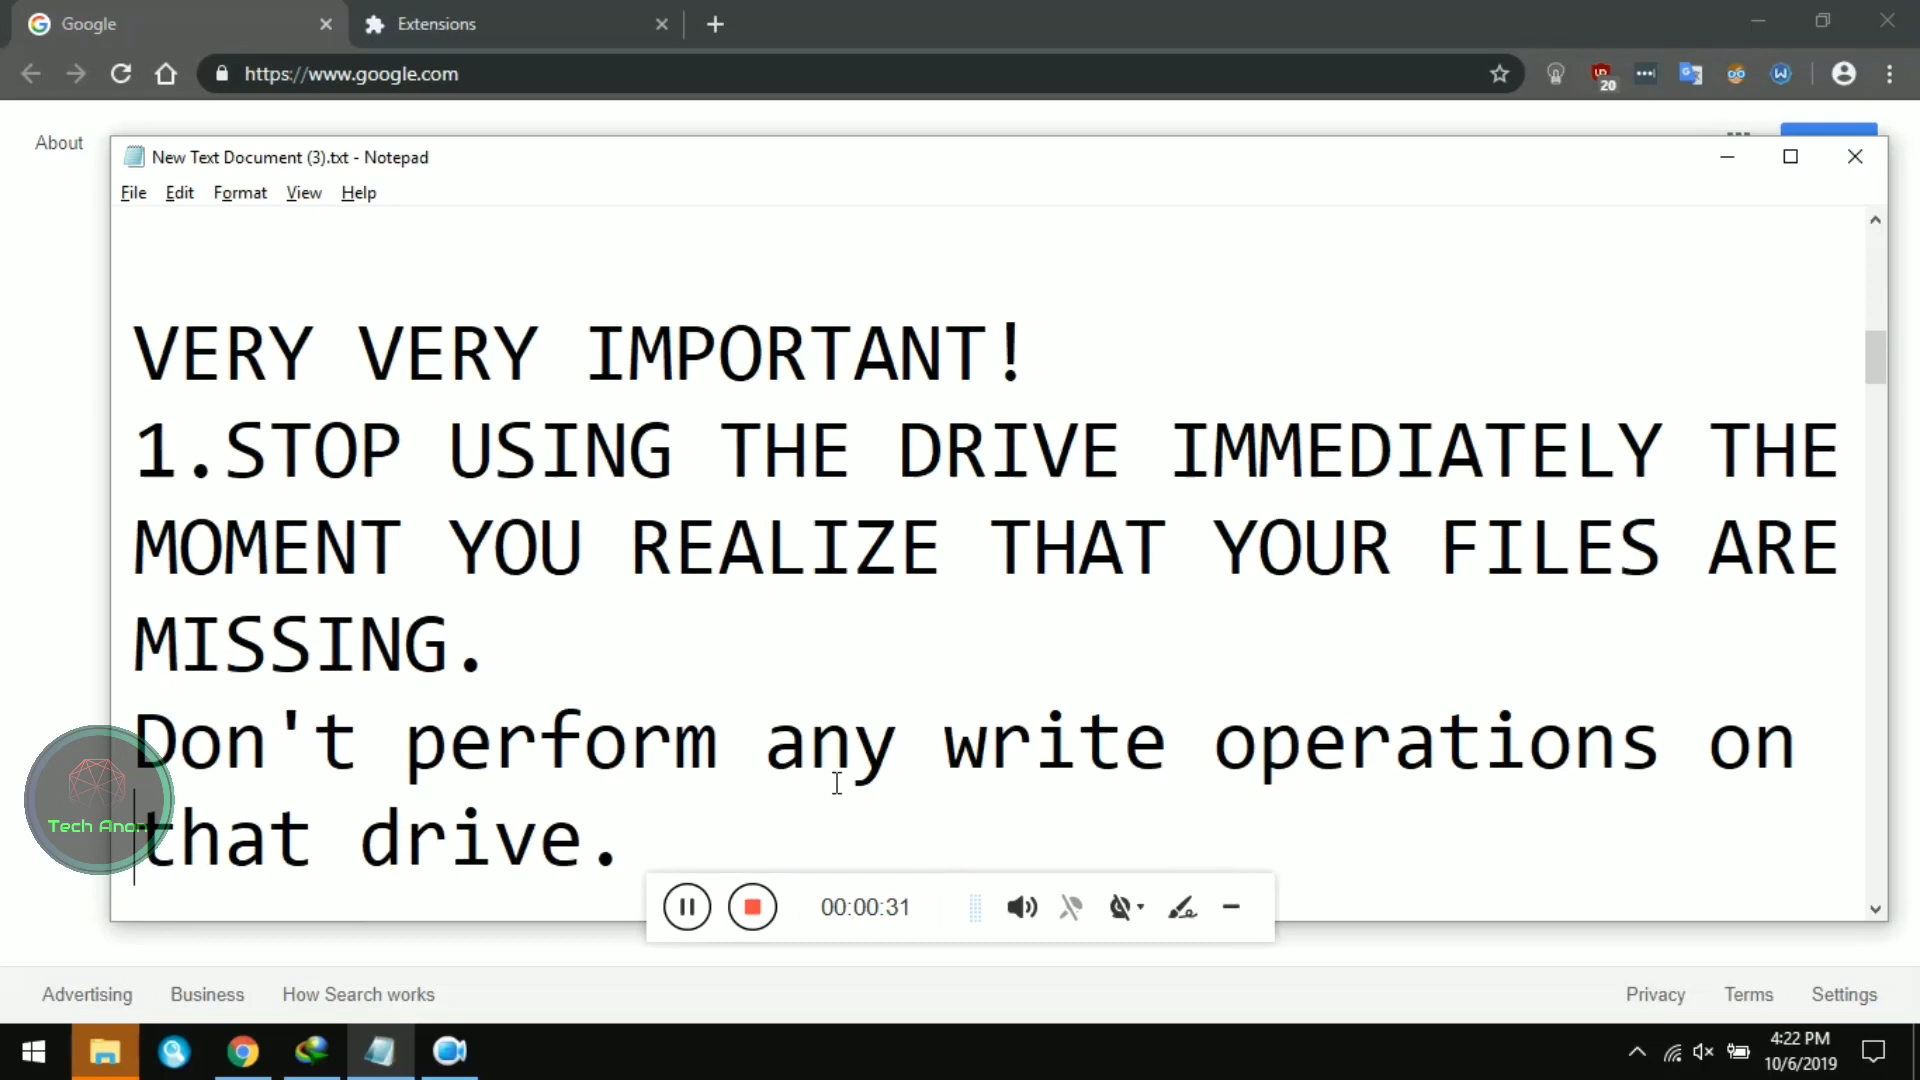 Google
Extensions
https://www.google.com
20
About
New Text Document (3).txt - Notepad
File Edit Format View Help
VERY VERY IMPORTANT!
1.STOP USING THE DRIVE IMMEDIATELY THE
MOMENT YOU REALIZE THAT YOUR FILES ARE
MISSING.
Don't perform any write operations on
that drive.
Tech Anon
00:00:31
Advertising Business How Search works
Privacy Terms Settings
4:22 PM
10/6/2019